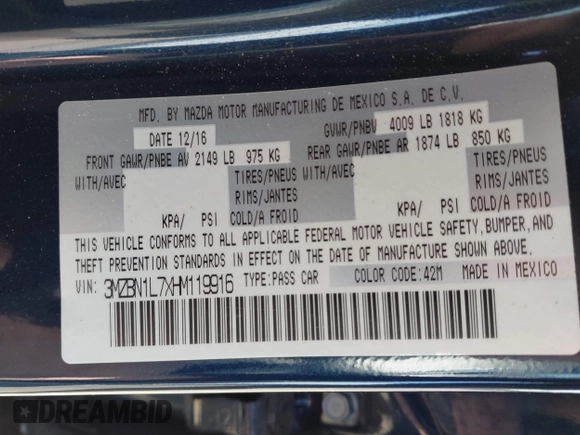 MFD. BY MAZDA MOTOR MANUFACTURING DE MEXICO S.A. DE C.V.
DATE 12/16 GVWR/PNBV 4009 LB 1818 KG
FRONT GAWR/PNBE AV 2149 LB 975 KG REAR GAWR/PNBE AR 1874 LB 850 KG
WITH/AVEC TIRES/PNEUS WITH/AVEC TIRES/PNEUS
RIMS/JANTES RIMS/JANTES
KPA/ PSI COLD/A FROID KPA/ PSI COLD/A FROID
THIS VEHICLE CONFORMS TO ALL APPLICABLE FEDERAL MOTOR VEHICLE SAFETY, BUMPER, AND
THEFT PREVENTION STANDARDS IN EFFECT ON THE DATE OF MANUFACTURE SHOWN ABOVE.
VIN: 3MZBN1L7XHM119916 TYPE:PASS CAR COLOR CODE:42M MADE IN MEXICO
DREAMBID